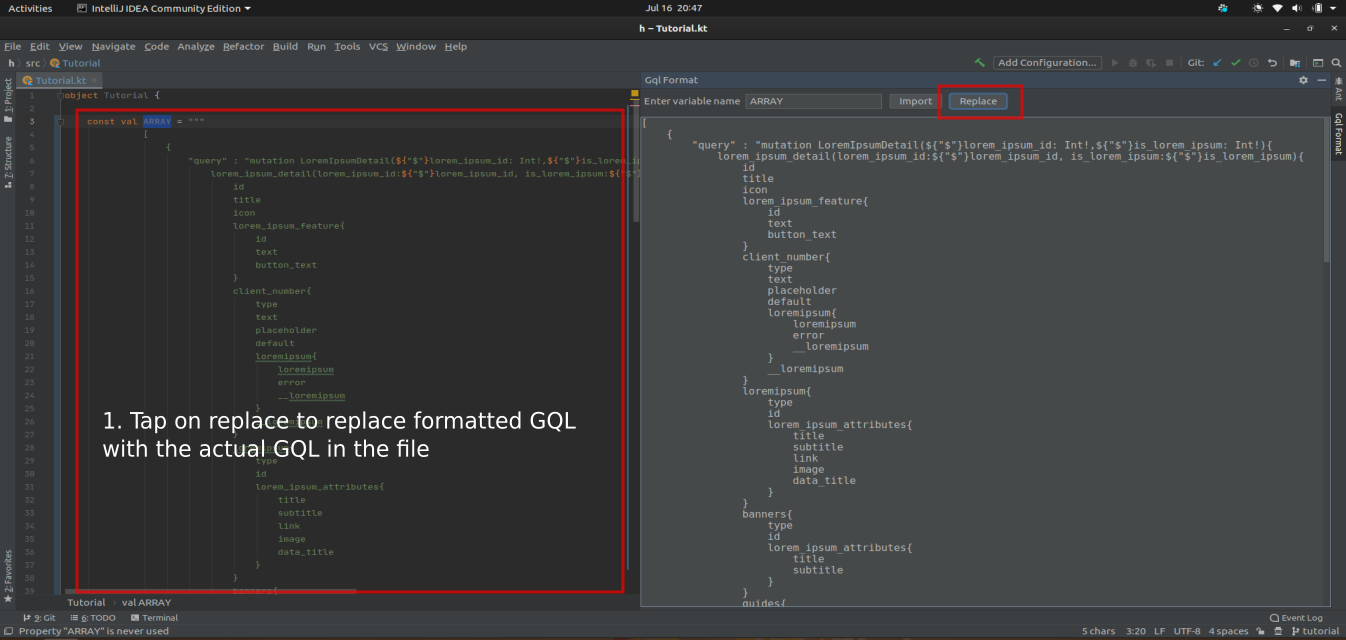 Activities IntelliJ IDEA Community Edition Jul 16 20:47
h – Tutorial.kt
File Edit View Navigate Code Analyze Refactor Build Run Tools VCS Window Help
h src Tutorial Add Configuration... Git:
Tutorial.kt
Gql Format
Enter variable name ARRAY Import Replace
1: Project
7: Structure
2: Favorites
Ant
Gql Format
1 object Tutorial {
2
3 const val ARRAY = """
4 [
5 {
6 "query" : "mutation LoremIpsumDetail(${"$"}lorem_ipsum_id: Int!,${"$"}is_lorem_ip
7 lorem_ipsum_detail(lorem_ipsum_id:${"$"}lorem_ipsum_id, is_lorem_ipsum:${"$"
8 id
9 title
10 icon
11 lorem_ipsum_feature{
12 id
13 text
14 button_text
15 }
16 client_number{
17 type
18 text
19 placeholder
20 default
21 loremipsum{
22 loremipsum
23 error
24 __loremipsum
25 }
26
27 }
28
29 type
30 id
31 lorem_ipsum_attributes{
32 title
33 subtitle
34 link
35 image
36 data_title
37 }
38 }
39 banners{
1. Tap on replace to replace formatted GQL
with the actual GQL in the file
[
{
"query" : "mutation LoremIpsumDetail(${"$"}lorem_ipsum_id: Int!,${"$"}is_lorem_ipsum: Int!){
lorem_ipsum_detail(lorem_ipsum_id:${"$"}lorem_ipsum_id, is_lorem_ipsum:${"$"}is_lorem_ipsum){
id
title
icon
lorem_ipsum_feature{
id
text
button_text
}
client_number{
type
text
placeholder
default
loremipsum{
loremipsum
error
__loremipsum
}
__loremipsum
}
loremipsum{
type
id
lorem_ipsum_attributes{
title
subtitle
link
image
data_title
}
}
banners{
type
id
lorem_ipsum_attributes{
title
subtitle
}
}
guides{
Tutorial val ARRAY
9: Git 6: TODO Terminal Event Log
Property "ARRAY" is never used 5 chars 3:20 LF UTF-8 4 spaces tutorial